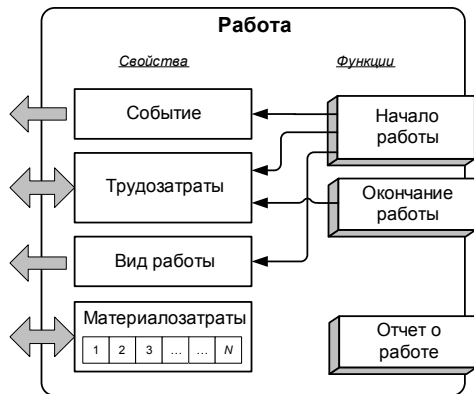 Работа
Свойства
Функции
Событие
Начало
работы
Трудозатраты
Окончание
работы
Вид работы
Материалозатраты
1 2 3 ... ... N
Отчет о
работе